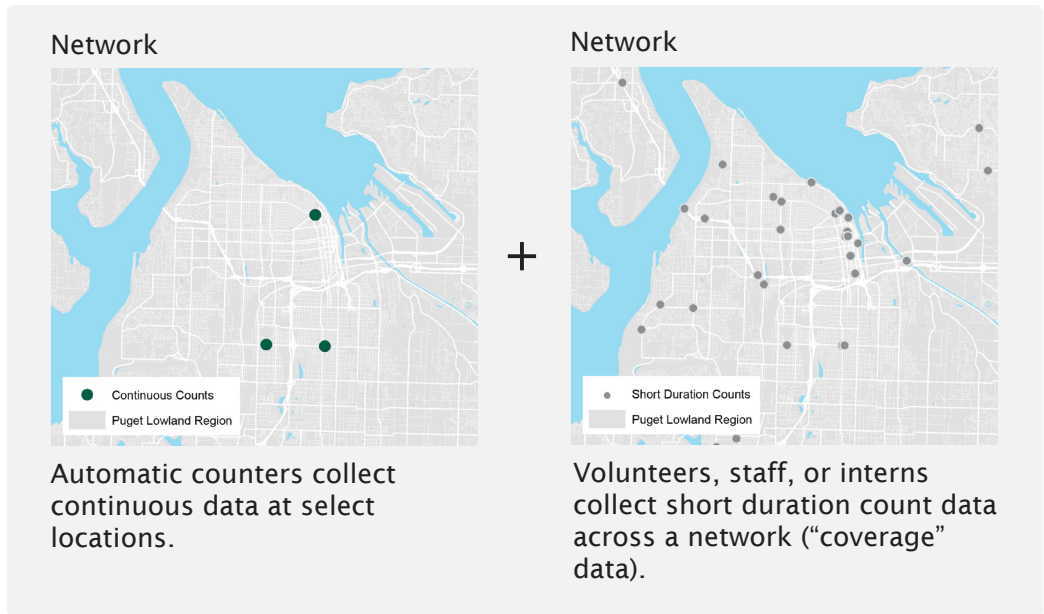 Network
Continuous Counts
Puget Lowland Region
Automatic counters collect
continuous data at select
locations.
+
Network
Short Duration Counts
Puget Lowland Region
Volunteers, staff, or interns
collect short duration count data
across a network (“coverage”
data).